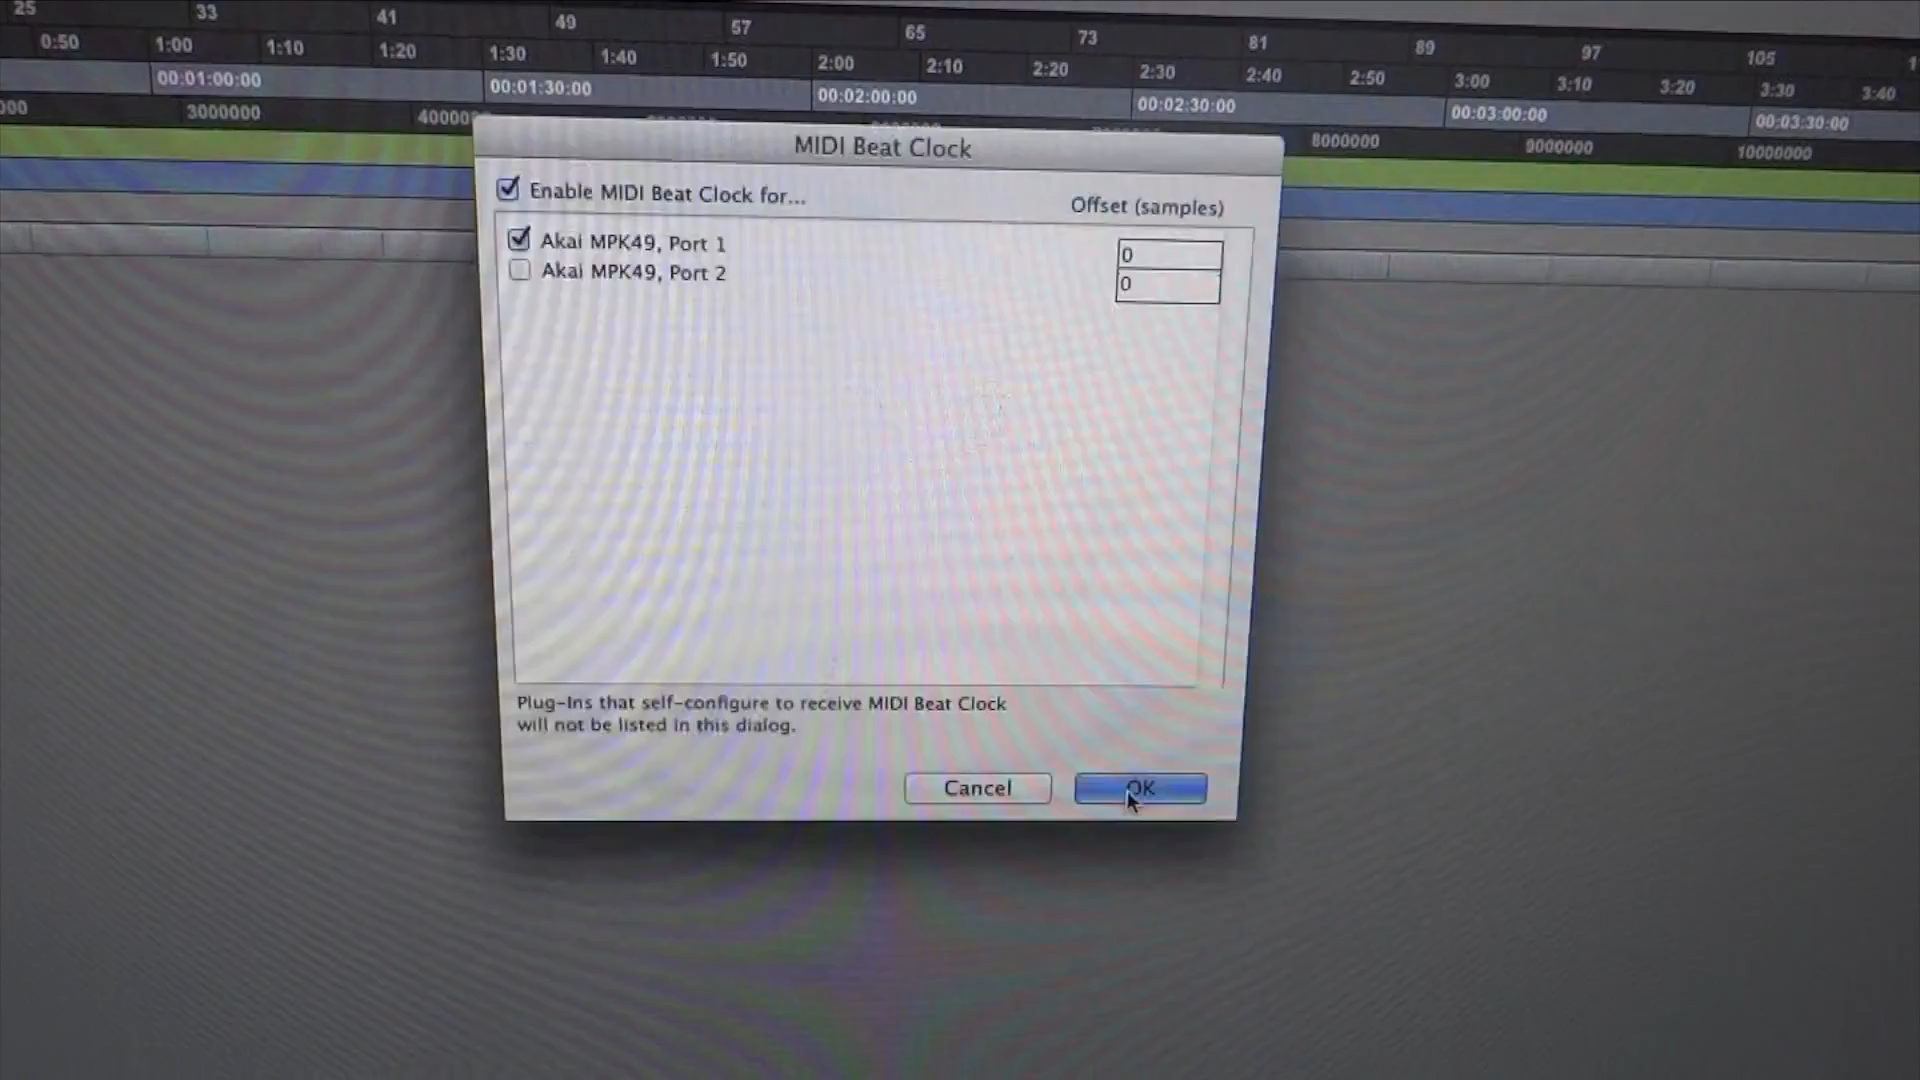 25 33 41 49 57 65 73 81 89 97 105
0:50 1:00 1:10 1:20 1:30 1:40 1:50 2:00 2:10 2:20 2:30 2:40 2:50 3:00 3:10 3:20 3:30 3:40
00:01:00:00 00:01:30:00 00:02:00:00 00:02:30:00 00:03:00:00 00:03:30:00
3000000 8000000 9000000 10000000
MIDI Beat Clock
Enable MIDI Beat Clock for...
Offset (samples)
Akai MPK49, Port 1 0
Akai MPK49, Port 2 0
Plug-Ins that self-configure to receive MIDI Beat Clock
will not be listed in this dialog.
Cancel OK